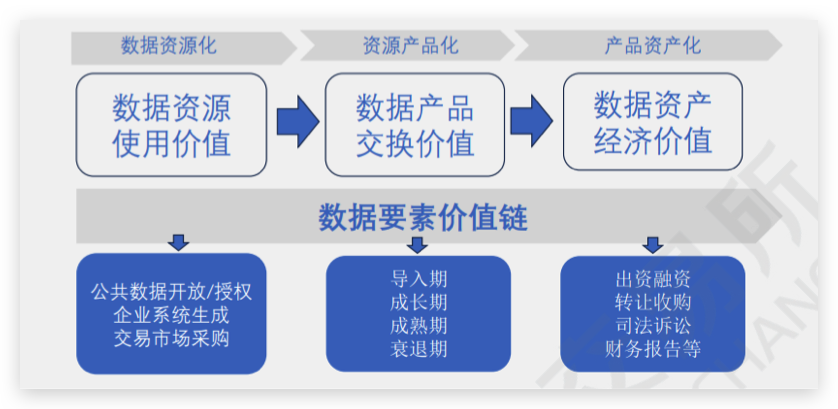 数据资源化
资源产品化
产品资产化
数据资源
使用价值
数据产品
交换价值
数据资产
经济价值
数据要素价值链
公共数据开放/授权
企业系统生成
交易市场采购
导入期
成长期
成熟期
衰退期
出资融资
转让收购
司法诉讼
财务报告等
交易所